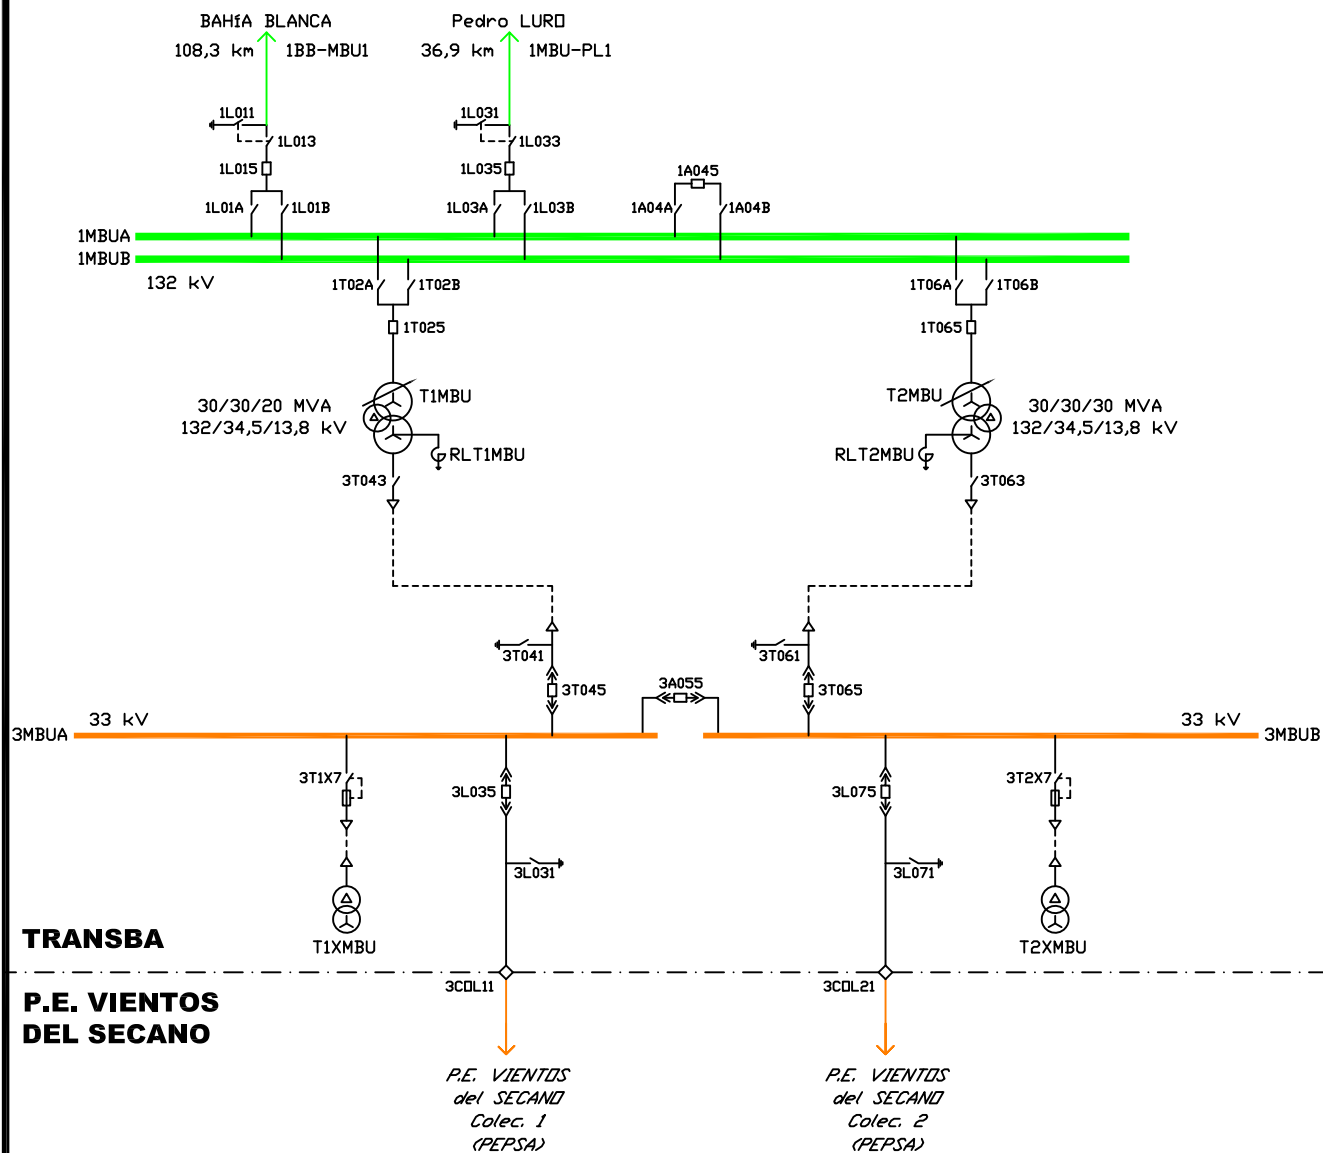 BAHIA BLANCA
108,3 km
1BB-MBU1
Pedro LURO
36,9 km
1MBU-PL1
1L011
1L013
1L015
1L01A
1L01B
1L031
1L033
1L035
1L03A
1L03B
1A045
1A04A
1A04B
1MBUA
1MBUB
132 kV
1T02A
1T02B
1T025
1T06A
1T06B
1T065
T1MBU
30/30/20 MVA
132/34,5/13,8 kV
RLT1MBU
3T043
T2MBU
30/30/30 MVA
132/34,5/13,8 kV
RLT2MBU
3T063
3T041
3T045
3T061
3T065
3A055
33 kV
3MBUA
33 kV
3MBUB
3T1X7
3L035
3L075
3T2X7
3L031
3L071
T1XMBU
T2XMBU
TRANSBA
3COL11
3COL21
P.E. VIENTOS
DEL SECANO
P.E. VIENTOS
del SECANO
Colec. 1
(PEPSA)
P.E. VIENTOS
del SECANO
Colec. 2
(PEPSA)